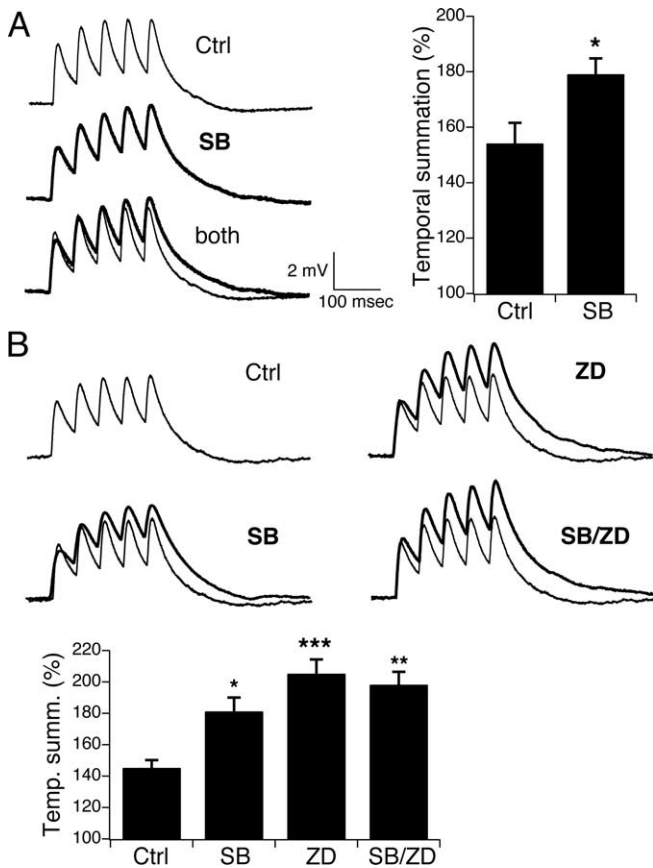 A
Ctrl
SB
both
2 mV
100 msec
Temporal summation (%)
200
180
160
140
120
100
*
Ctrl
SB
B
Ctrl
ZD
SB
SB/ZD
Temp. summ. (%)
220
200
180
160
140
120
100
*
***
**
Ctrl
SB
ZD
SB/ZD